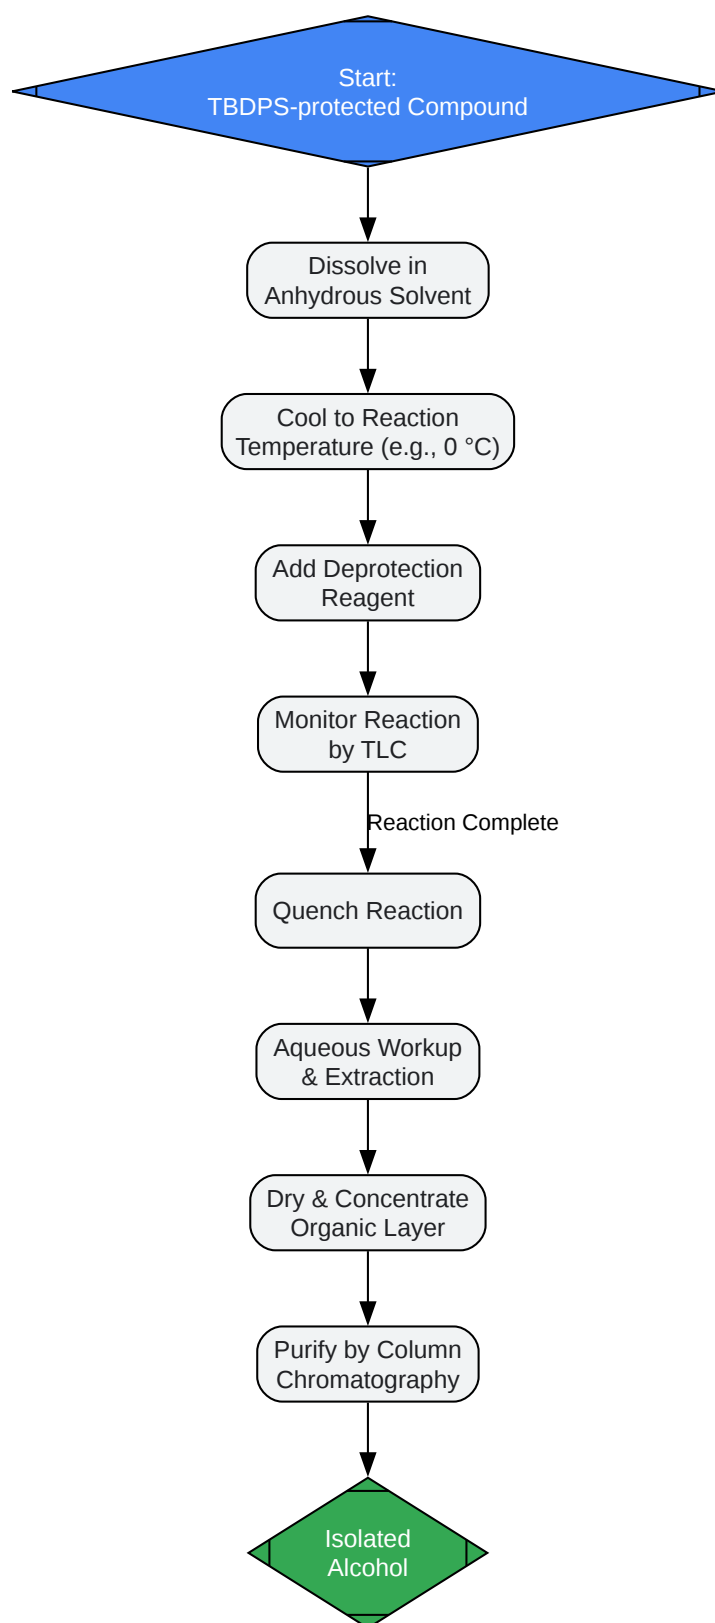 Start:
TBDPS-protected Compound
Dissolve in
Anhydrous Solvent
Cool to Reaction
Temperature (e.g., 0 °C)
Add Deprotection
Reagent
Monitor Reaction
by TLC
Reaction Complete
Quench Reaction
Aqueous Workup
& Extraction
Dry & Concentrate
Organic Layer
Purify by Column
Chromatography
Isolated
Alcohol